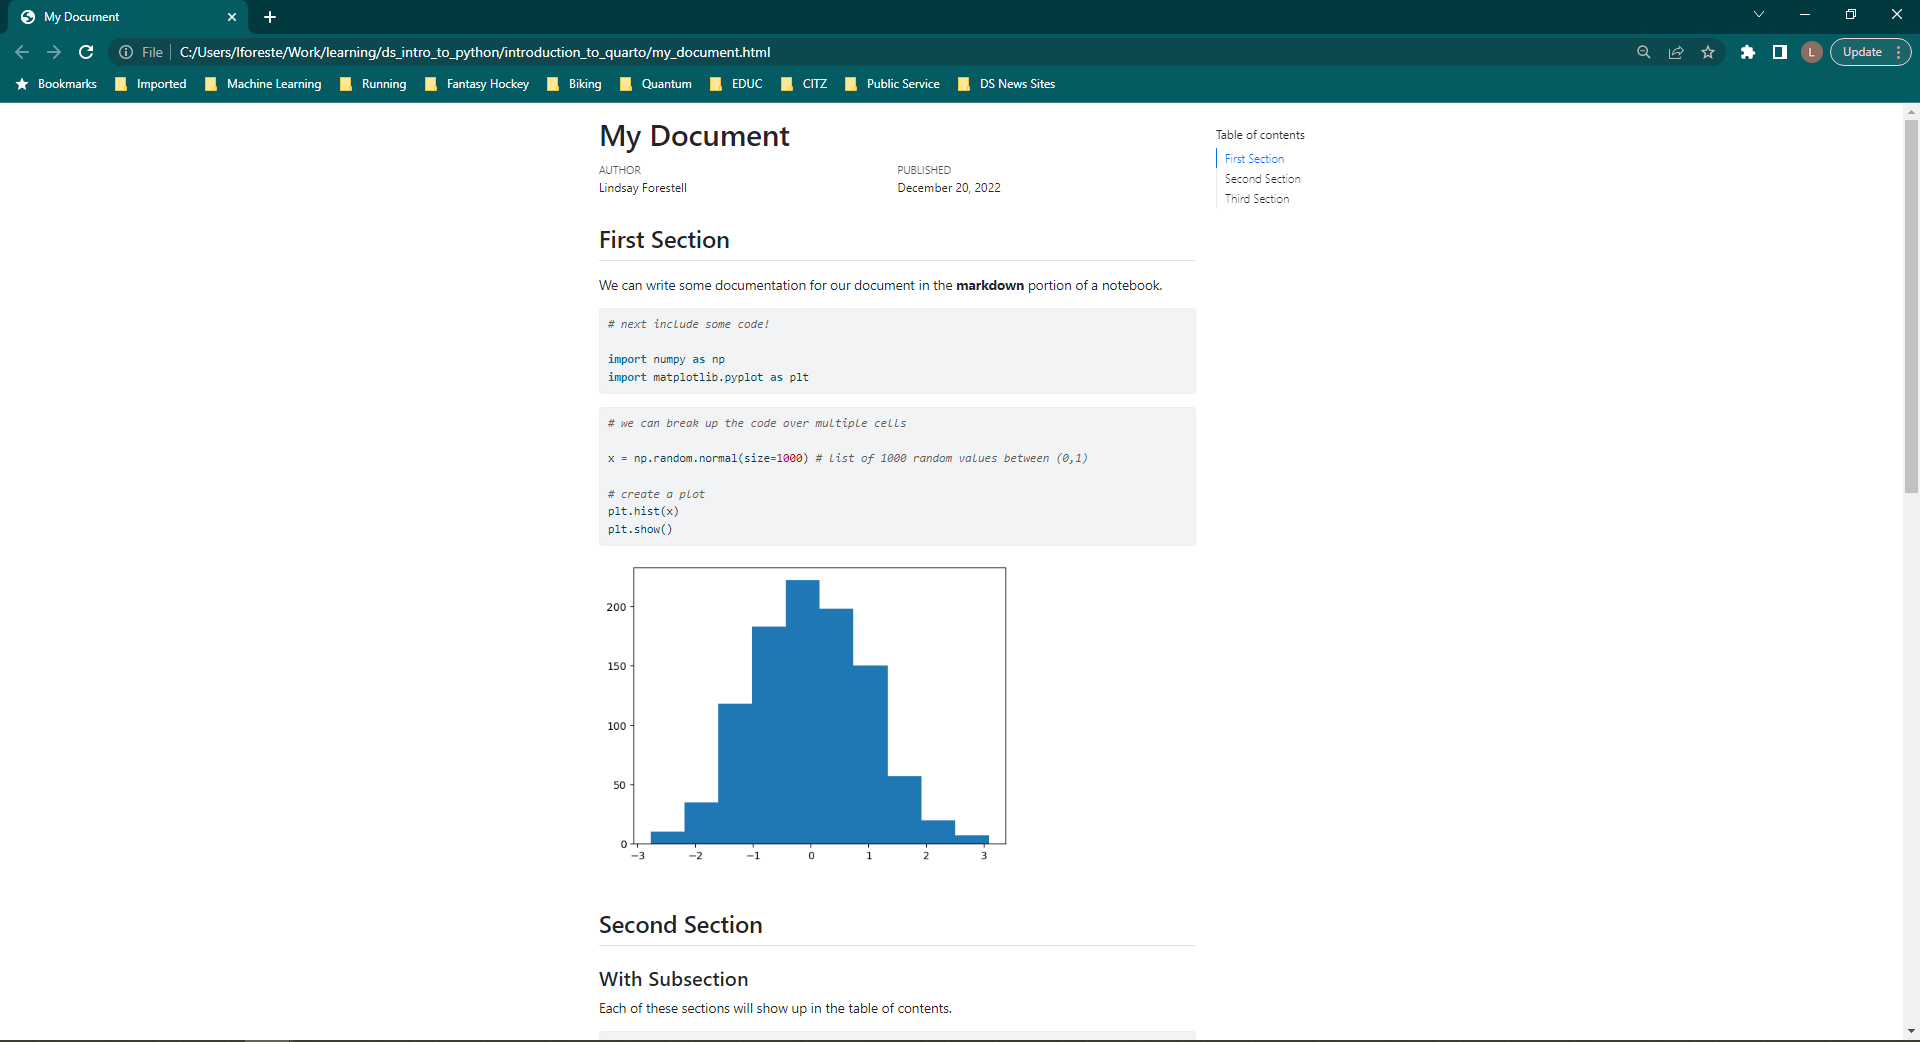 My Document
File
C:/Users/lforeste/Work/learning/ds_intro_to_python/introduction_to_quarto/my_document.html
L
Update
Bookmarks
Imported
Machine Learning
Running
Fantasy Hockey
Biking
Quantum
EDUC
CITZ
Public Service
DS News Sites
My Document
AUTHOR
Lindsay Forestell
PUBLISHED
December 20, 2022
Table of contents
First Section
Second Section
Third Section
First Section
We can write some documentation for our document in the markdown portion of a notebook.
# next include some code!
import numpy as np
import matplotlib.pyplot as plt
# we can break up the code over multiple cells
x = np.random.normal(size=1000) # list of 1000 random values between (0,1)
# create a plot
plt.hist(x)
plt.show()
200
150
100
50
0
−3 −2 −1 0 1 2 3
Second Section
With Subsection
Each of these sections will show up in the table of contents.